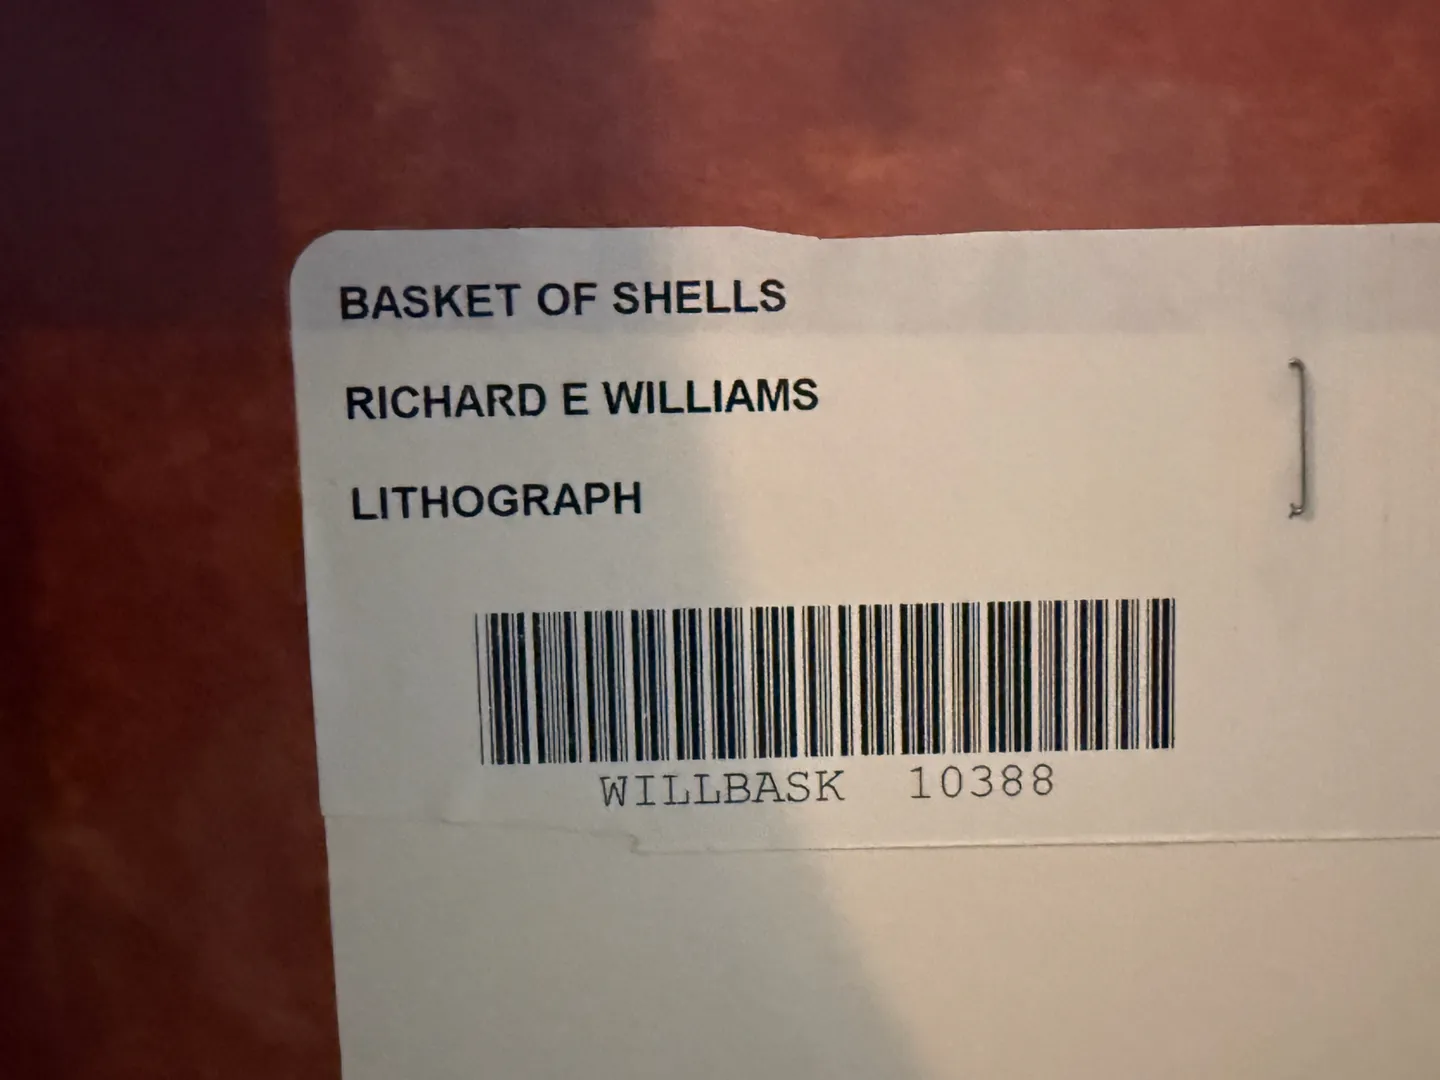 BASKET OF SHELLS
RICHARD E WILLIAMS
LITHOGRAPH
WILLBASK 10388